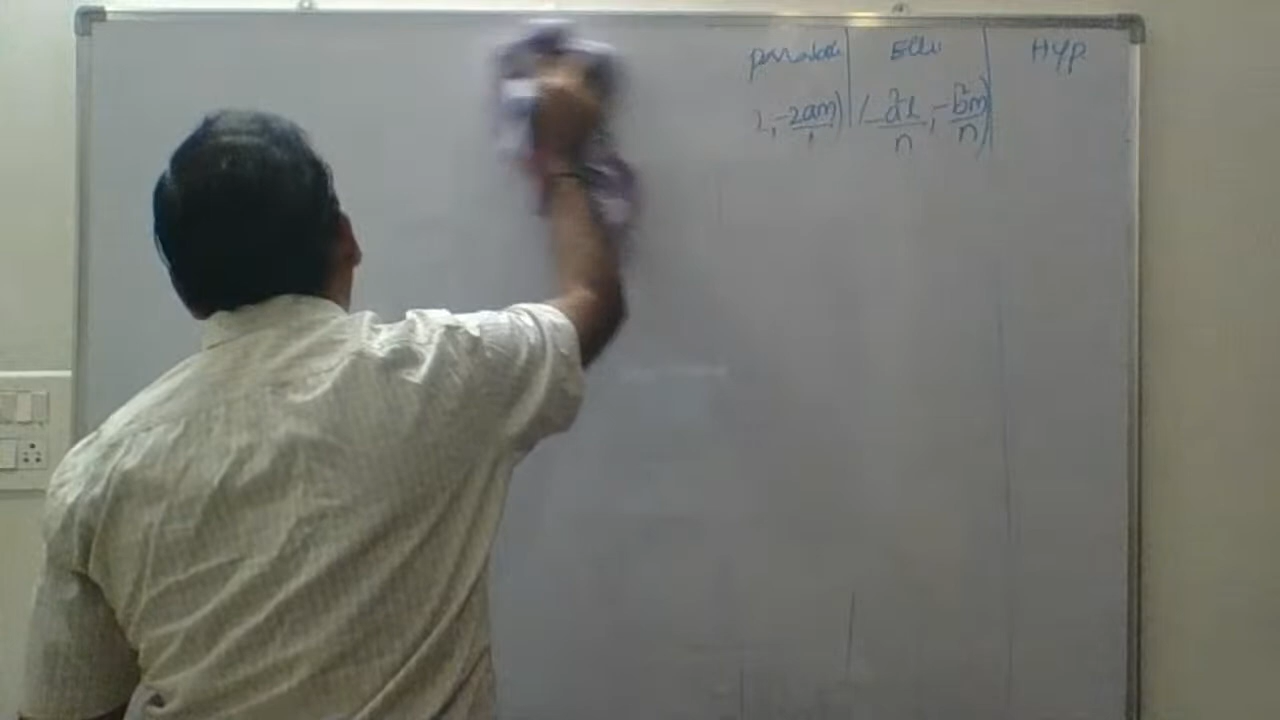 parabola Elli Hyp
, -2am/l) (-a²l/n, -b²m/n)